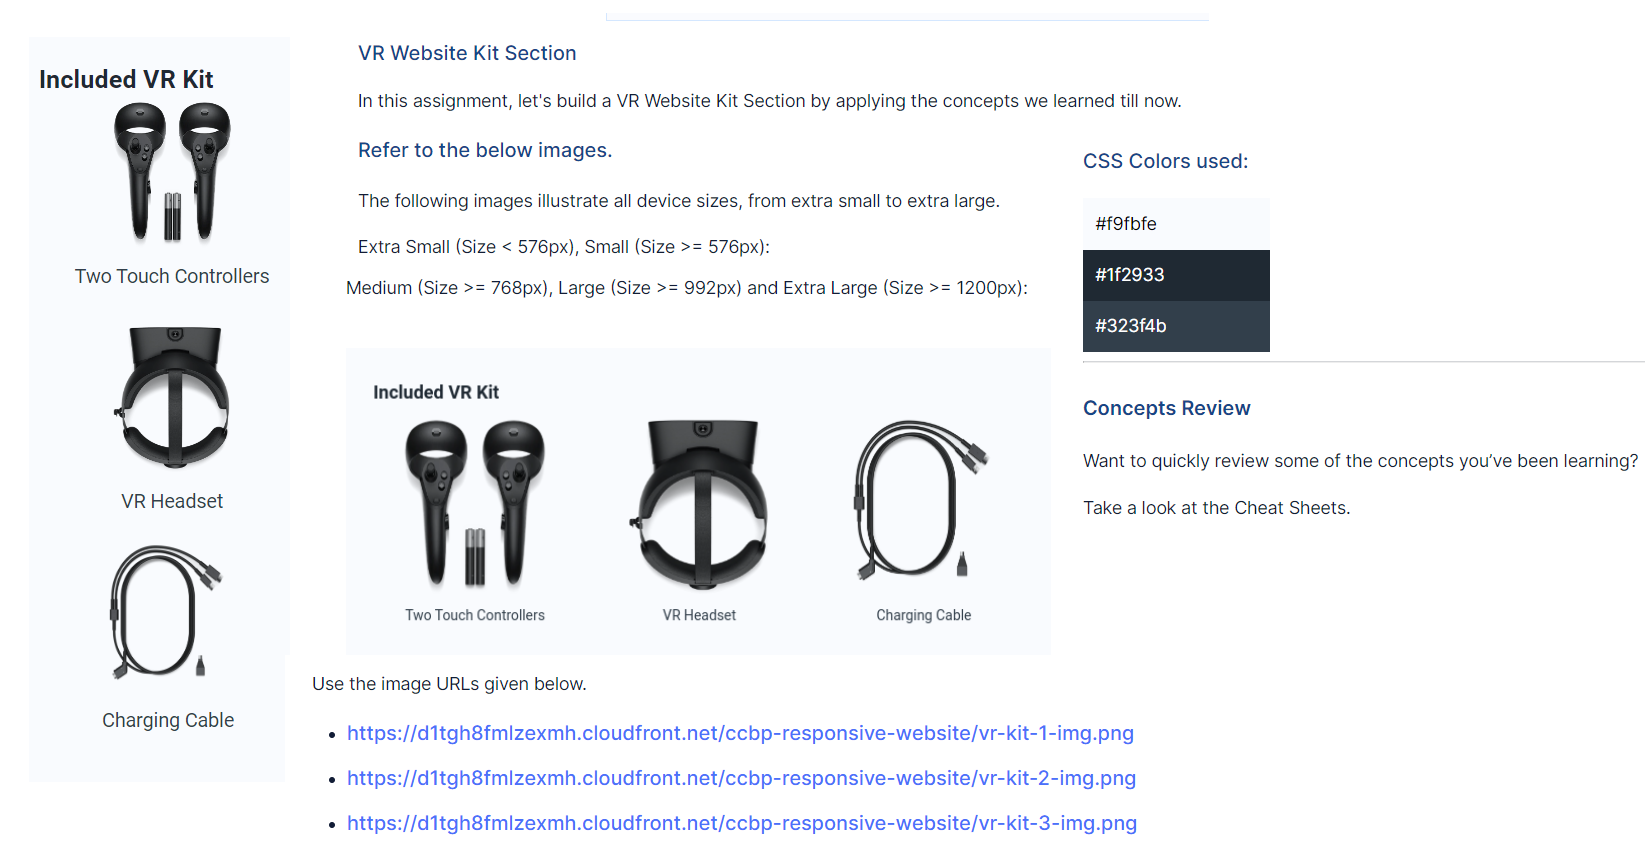 Included VR Kit
Two Touch Controllers
VR Headset
Charging Cable
VR Website Kit Section
In this assignment, let's build a VR Website Kit Section by applying the concepts we learned till now.
Refer to the below images.
The following images illustrate all device sizes, from extra small to extra large.
Extra Small (Size < 576px), Small (Size >= 576px):
Medium (Size >= 768px), Large (Size >= 992px) and Extra Large (Size >= 1200px):
Included VR Kit
Two Touch Controllers
VR Headset
Charging Cable
Use the image URLs given below.
• https://d1tgh8fmlzexmh.cloudfront.net/ccbp-responsive-website/vr-kit-1-img.png
• https://d1tgh8fmlzexmh.cloudfront.net/ccbp-responsive-website/vr-kit-2-img.png
• https://d1tgh8fmlzexmh.cloudfront.net/ccbp-responsive-website/vr-kit-3-img.png
CSS Colors used:
#f9fbfe
#1f2933
#323f4b
Concepts Review
Want to quickly review some of the concepts you’ve been learning?
Take a look at the Cheat Sheets.